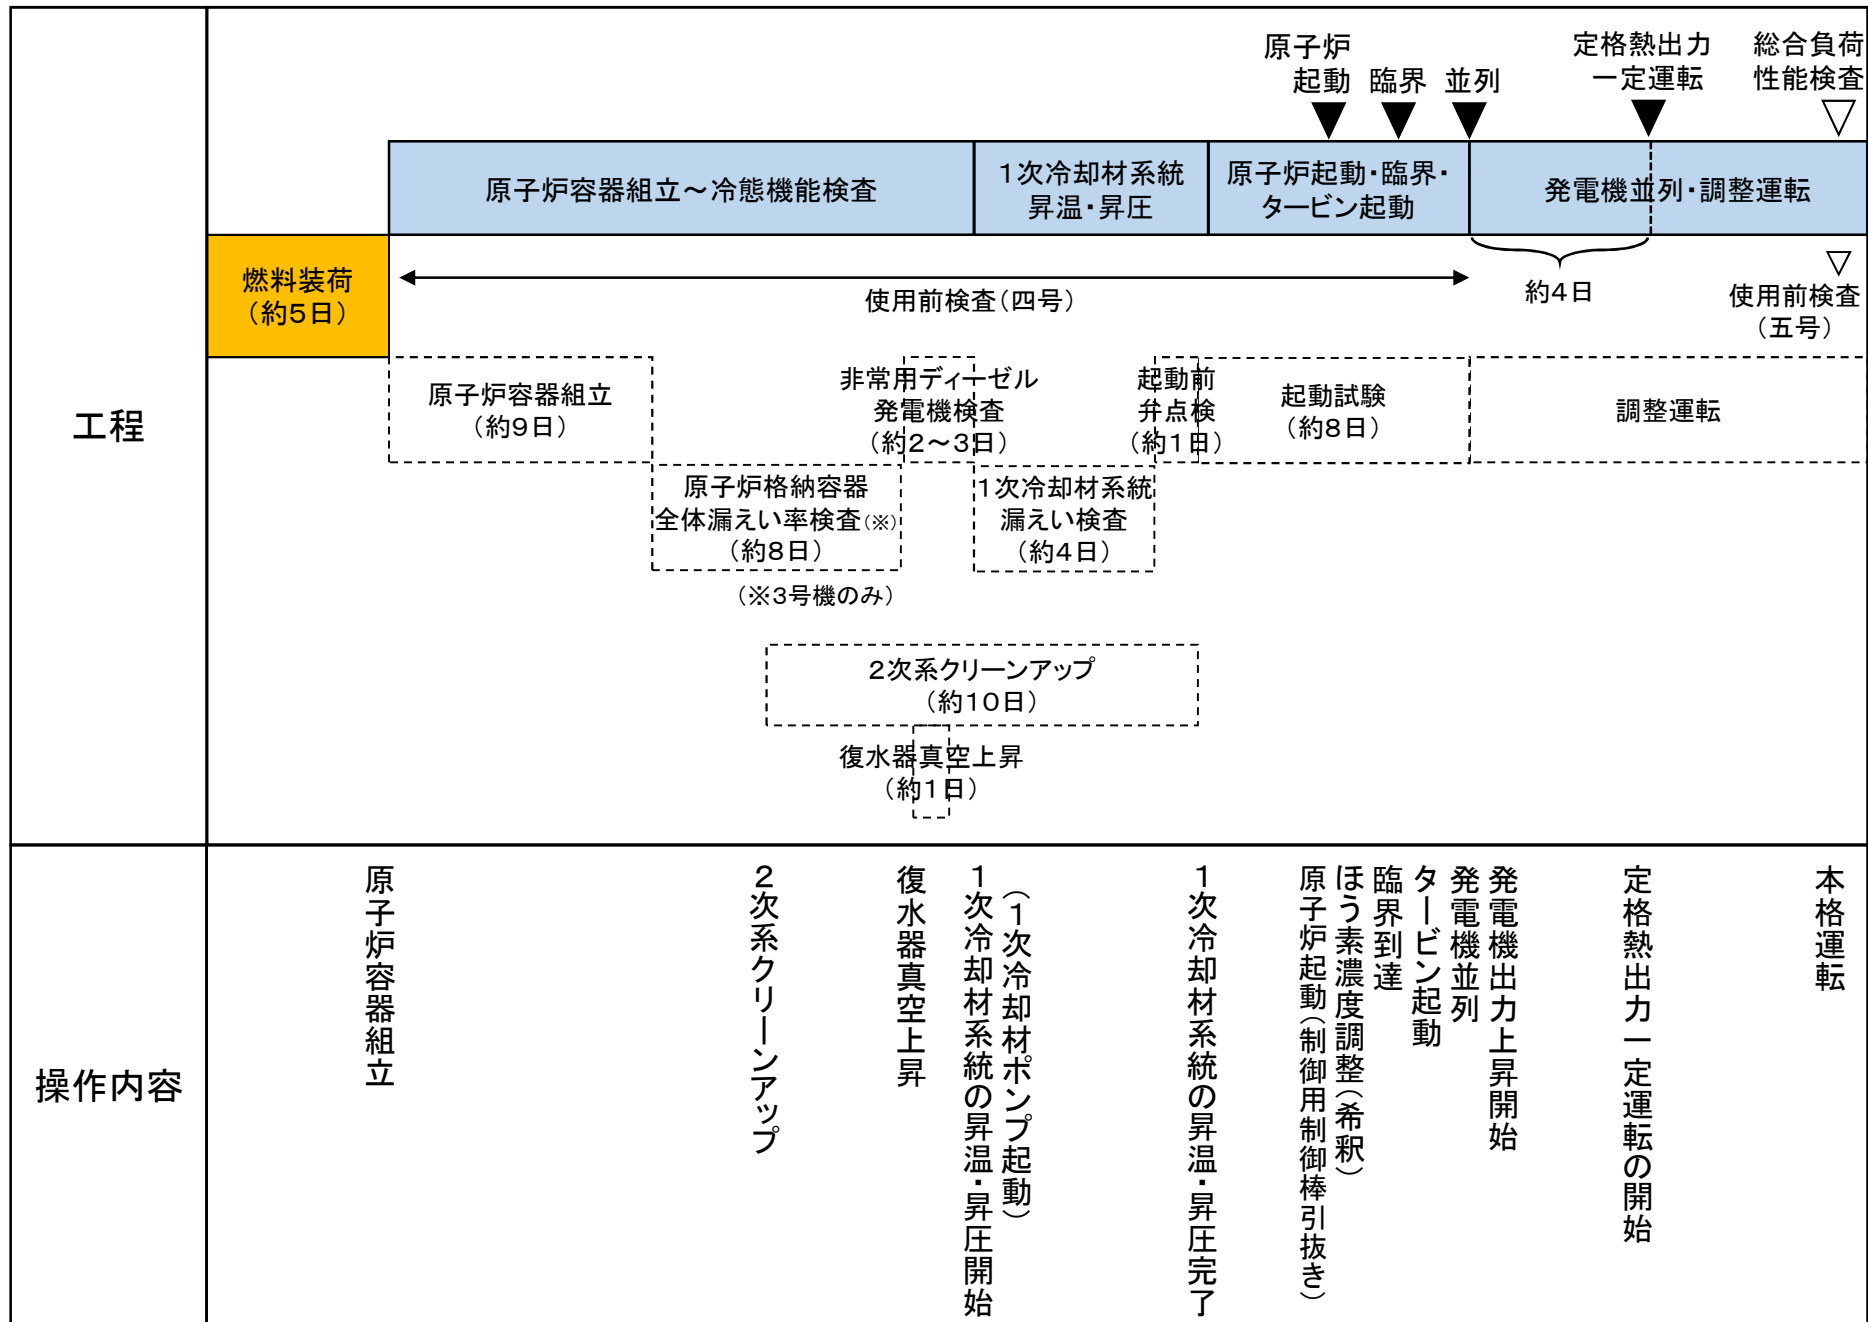 原子炉
起動
臨界
並列
定格熱出力
一定運転
総合負荷
性能検査
原子炉容器組立～冷態機能検査
1次冷却材系統
昇温・昇圧
原子炉起動・臨界・
タービン起動
発電機並列・調整運転
工程
燃料装荷
（約5日）
使用前検査（四号）
約4日
使用前検査
（五号）
原子炉容器組立
（約9日）
非常用ディーゼル
発電機検査
（約2～3日）
起動前
弁点検
（約1日）
起動試験
（約8日）
調整運転
原子炉格納容器
全体漏えい率検査（※）
（約8日）
（※3号機のみ）
1次冷却材系統
漏えい検査
（約4日）
2次系クリーンアップ
（約10日）
復水器真空上昇
（約1日）
操作内容
原子炉容器組立
2次系クリーンアップ
復水器真空上昇
1次冷却材系統の昇温・昇圧開始
（1次冷却材ポンプ起動）
1次冷却材系統の昇温・昇圧完了
原子炉起動（制御用制御棒引抜き）
ほう素濃度調整（希釈）
臨界到達
タービン起動
発電機並列
発電機出力上昇開始
定格熱出力一定運転の開始
本格運転